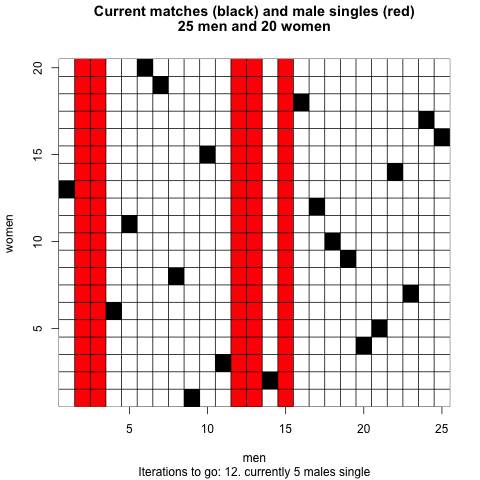 Current matches (black) and male singles (red)
25 men and 20 women
20
15
10
5
women
5 10 15 20 25
men
Iterations to go: 12. currently 5 males single